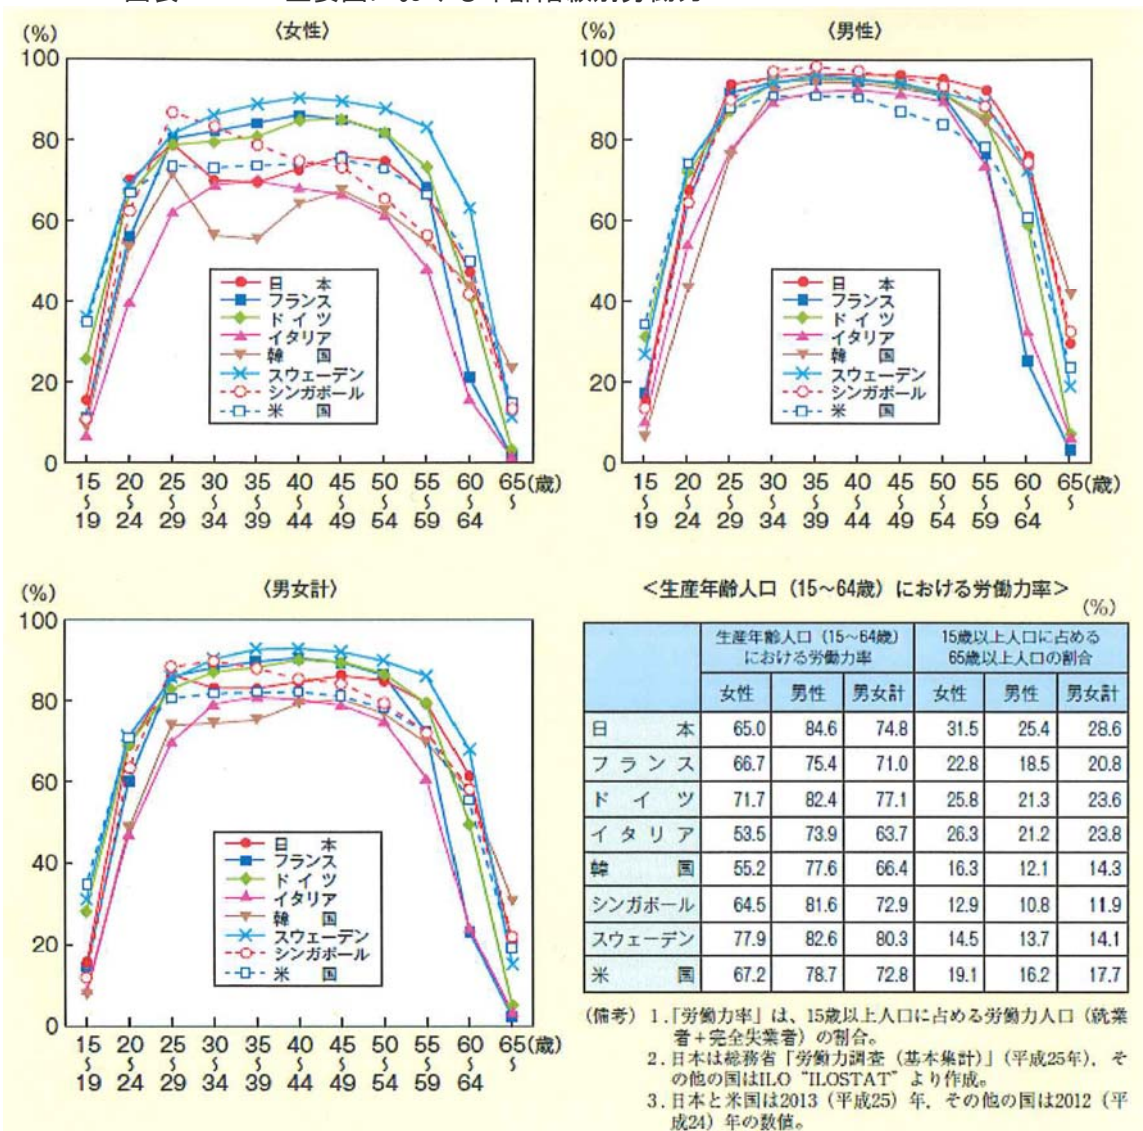 (%)
〈女性〉
100
80
60
40
20
0
日本
フランス
ドイツ
イタリア
韓国
スウェーデン
シンガポール
米国
15 20 25 30 35 40 45 50 55 60 65(歳)
〜 〜 〜 〜 〜 〜 〜 〜 〜 〜 〜
19 24 29 34 39 44 49 54 59 64
(%)
〈男性〉
100
80
60
40
20
0
日本
フランス
ドイツ
イタリア
韓国
スウェーデン
シンガポール
米国
15 20 25 30 35 40 45 50 55 60 65(歳)
〜 〜 〜 〜 〜 〜 〜 〜 〜 〜 〜
19 24 29 34 39 44 49 54 59 64
(%)
〈男女計〉
100
80
60
40
20
0
日本
フランス
ドイツ
イタリア
韓国
スウェーデン
シンガポール
米国
15 20 25 30 35 40 45 50 55 60 65(歳)
〜 〜 〜 〜 〜 〜 〜 〜 〜 〜 〜
19 24 29 34 39 44 49 54 59 64
<生産年齢人口（15〜64歳）における労働力率>
(%)
生産年齢人口（15〜64歳） 15歳以上人口に占める
における労働力率 65歳以上人口の割合
女性 男性 男女計 女性 男性 男女計
日本 65.0 84.6 74.8 31.5 25.4 28.6
フランス 66.7 75.4 71.0 22.8 18.5 20.8
ドイツ 71.7 82.4 77.1 25.8 21.3 23.6
イタリア 53.5 73.9 63.7 26.3 21.2 23.8
韓国 55.2 77.6 66.4 16.3 12.1 14.3
シンガポール 64.5 81.6 72.9 12.9 10.8 11.9
スウェーデン 77.9 82.6 80.3 14.5 13.7 14.1
米国 67.2 78.7 72.8 19.1 16.2 17.7
（備考）1.「労働力率」は、15歳以上人口に占める労働力人口（就業
者＋完全失業者）の割合。
2.日本は総務省「労働力調査（基本集計）」（平成25年）、そ
の他の国はILO “ILOSTAT” より作成。
3.日本と米国は2013（平成25）年、その他の国は2012（平
成24）年の数値。